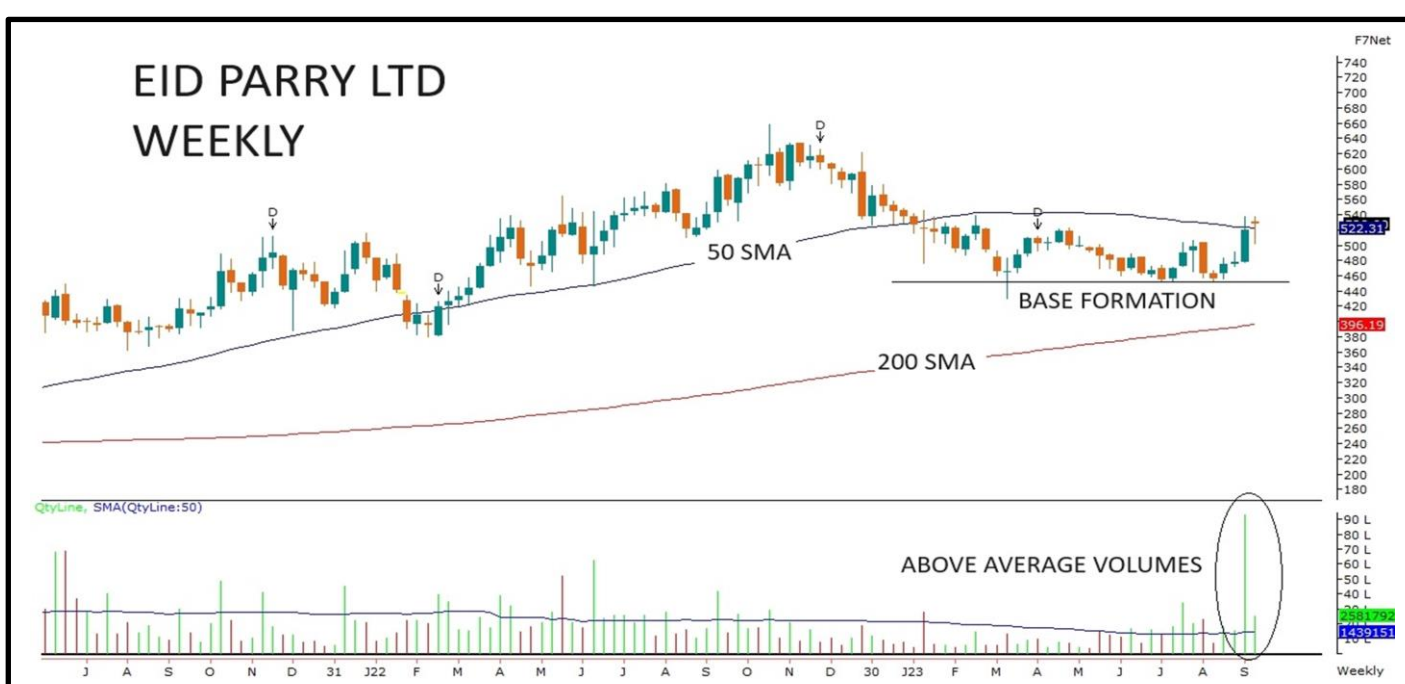 F7Net
EID PARRY LTD
WEEKLY
740
720
700
680
660
640
620
600
580
560
540
522.31
500
480
460
440
420
396.19
380
360
340
320
300
280
260
240
220
200
180
D
D
D
D
50 SMA
BASE FORMATION
200 SMA
QtyLine, SMA(QtyLine:50)
ABOVE AVERAGE VOLUMES
90 L
80 L
70 L
60 L
50 L
40 L
2581792
1439151
10 L
J A S O N D 31 J22 F M A M J J A S O N D 30 J23 F M A M J J A S
Weekly